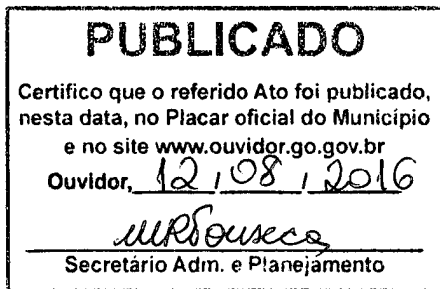 PUBLICADO
Certifico que o referido Ato foi publicado,
nesta data, no Placar oficial do Município
e no site www.ouvidor.go.gov.br
Ouvidor, 12 / 08 / 2016
Secretário Adm. e Planejamento